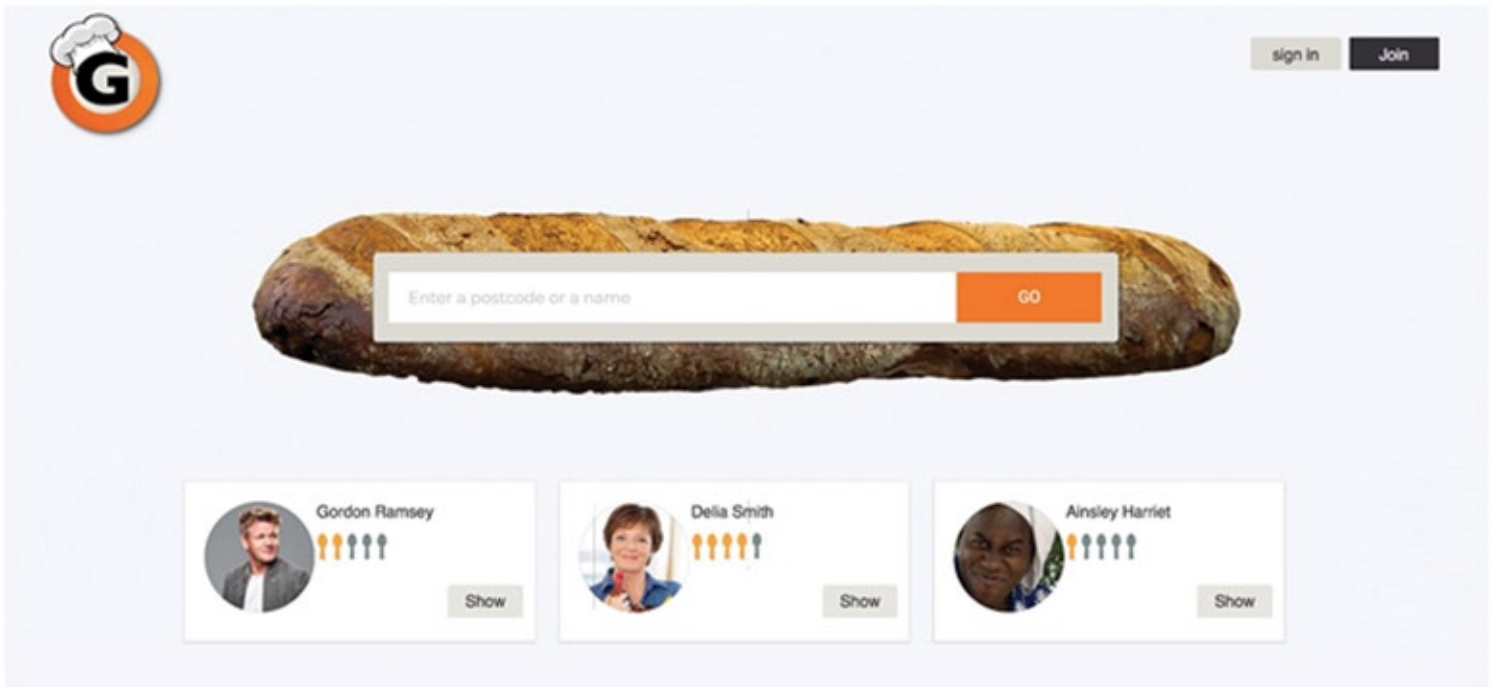 G
sign in
Join
Enter a postcode or a name
GO
Gordon Ramsey
Show
Delia Smith
Show
Ainsley Harriet
Show